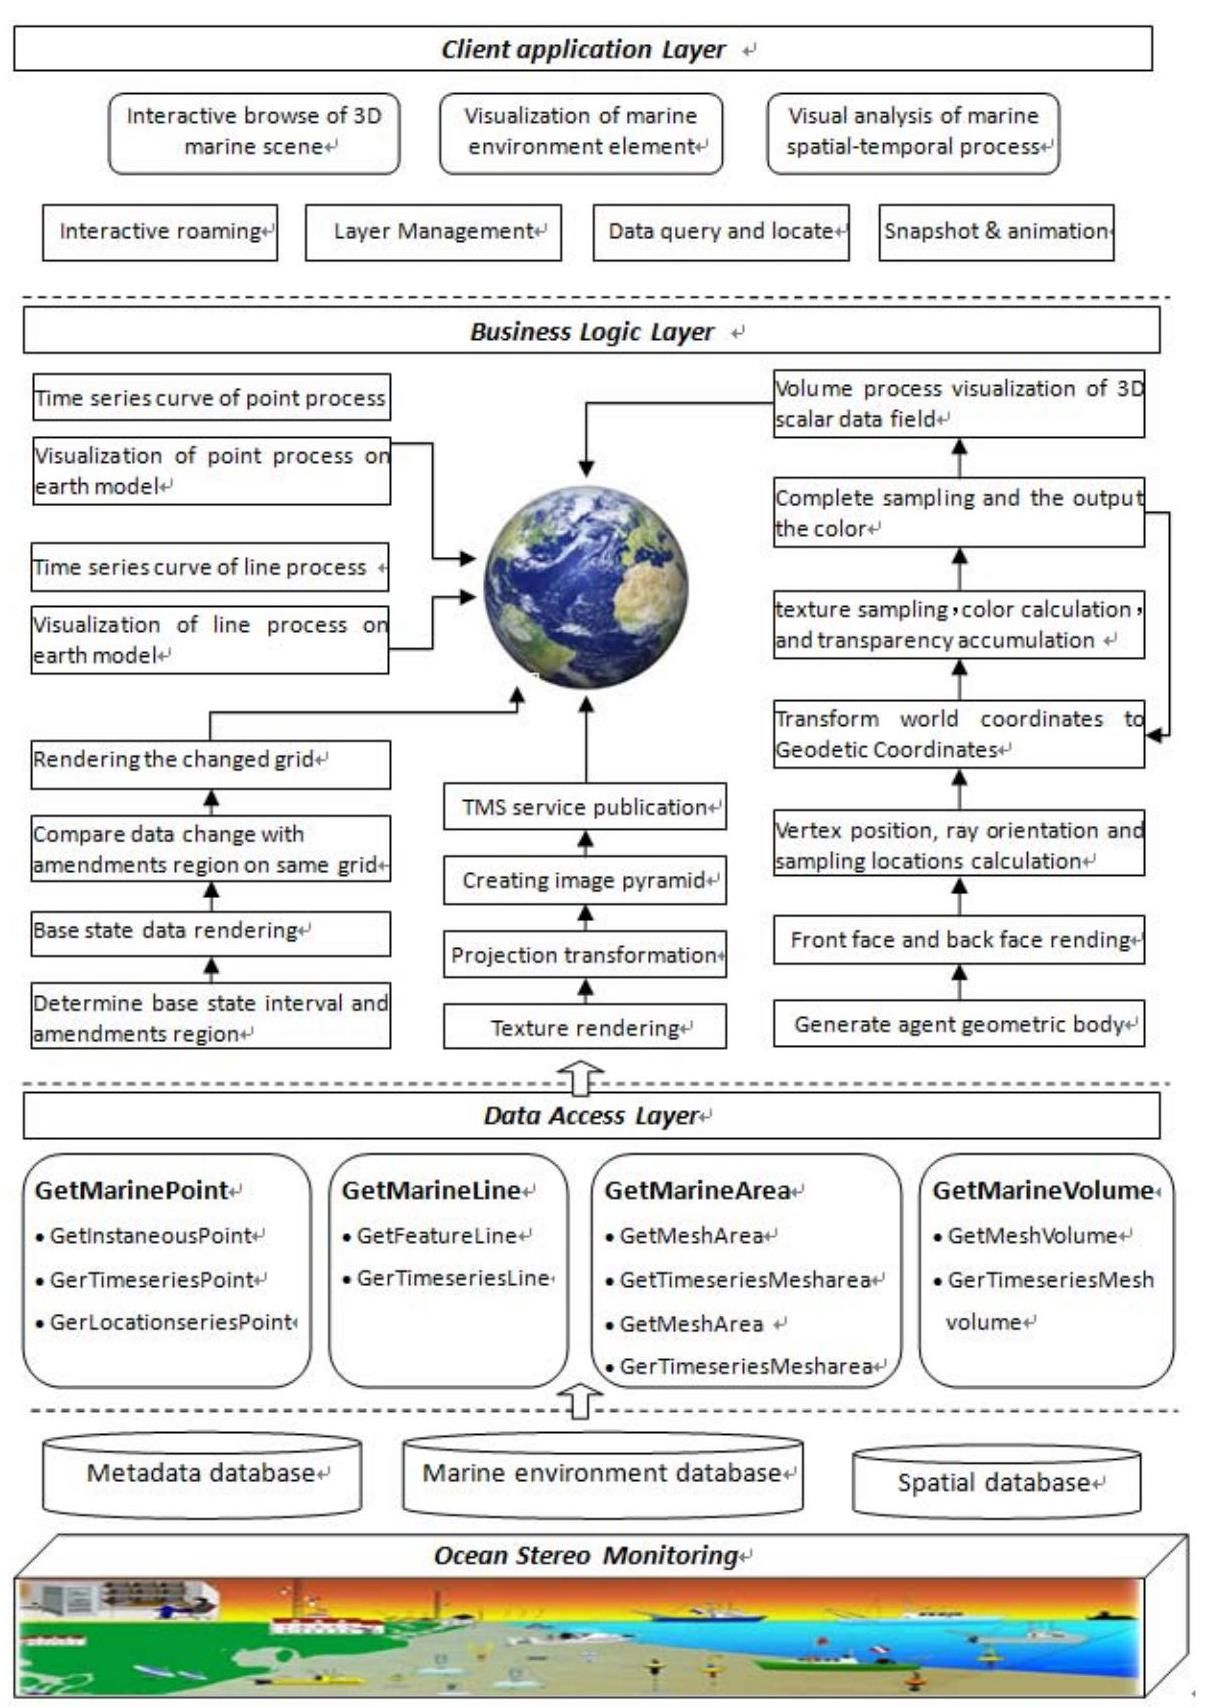 Client application Layer ↵
Interactive browse of 3D
marine scene↵
Visualization of marine
environment element↵
Visual analysis of marine
spatial-temporal process↵
Interactive roaming↵
Layer Management↵
Data query and locate↵
Snapshot & animation↵
Business Logic Layer ↵
Time series curve of point process
Visualization of point process on
earth model↵
Time series curve of line process ↵
Visualization of line process on
earth model↵
Rendering the changed grid↵
Compare data change with
amendments region on same grid↵
Base state data rendering↵
Determine base state interval and
amendments region↵
TMS service publication↵
Creating image pyramid↵
Projection transformation↵
Texture rendering↵
Volume process visualization of 3D
scalar data field↵
Complete sampling and the output
the color↵
texture sampling，color calculation，
and transparency accumulation ↵
Transform world coordinates to
Geodetic Coordinates↵
Vertex position, ray orientation and
sampling locations calculation↵
Front face and back face rending↵
Generate agent geometric body↵
Data Access Layer↵
GetMarinePoint↵
• GetInstaneousPoint↵
• GerTimeseriesPoint↵
• GerLocationseriesPoint↵
GetMarineLine↵
• GetFeatureLine↵
• GerTimeseriesLine↵
GetMarineArea↵
• GetMeshArea↵
• GetTimeseriesMesharea↵
• GetMeshArea ↵
• GerTimeseriesMesharea↵
GetMarineVolume↵
• GetMeshVolume↵
• GerTimeseriesMesh
volume↵
Metadata database↵
Marine environment database↵
Spatial database↵
Ocean Stereo Monitoring↵